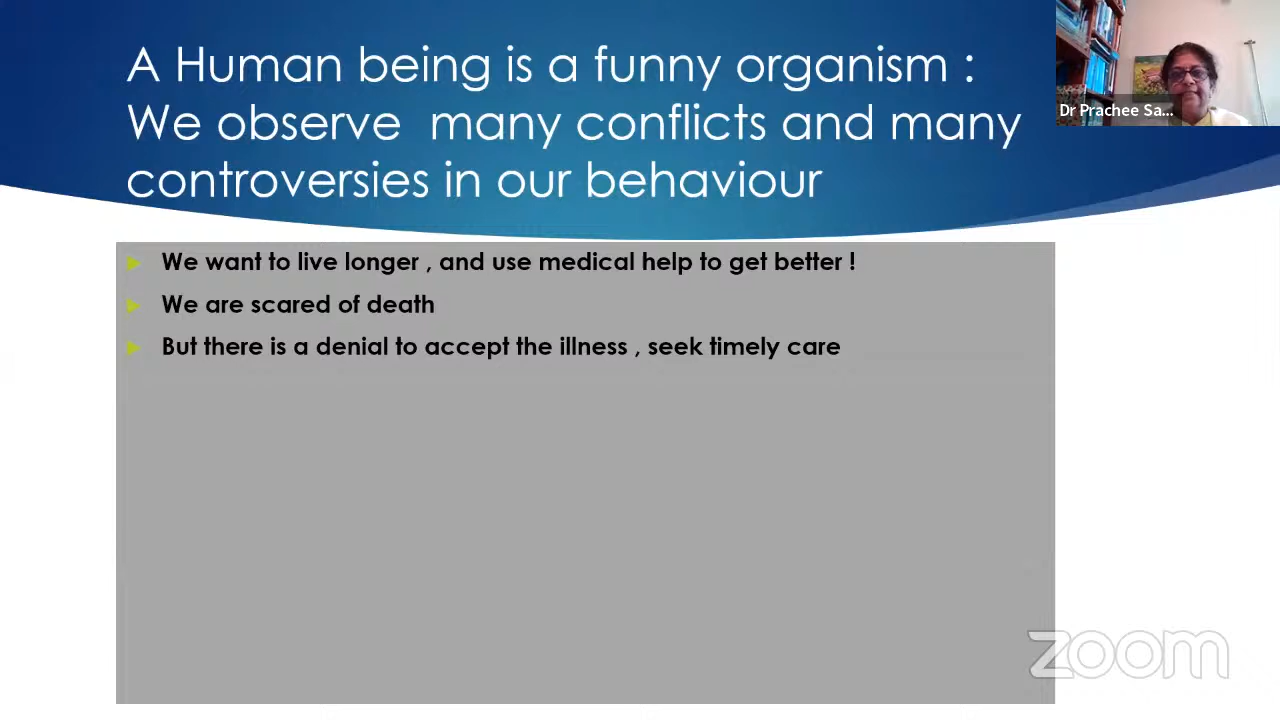 A Human being is a funny organism :
We observe many conflicts and many
controversies in our behaviour
Dr Prachee Sa...
We want to live longer , and use medical help to get better !
We are scared of death
But there is a denial to accept the illness , seek timely care
zoom